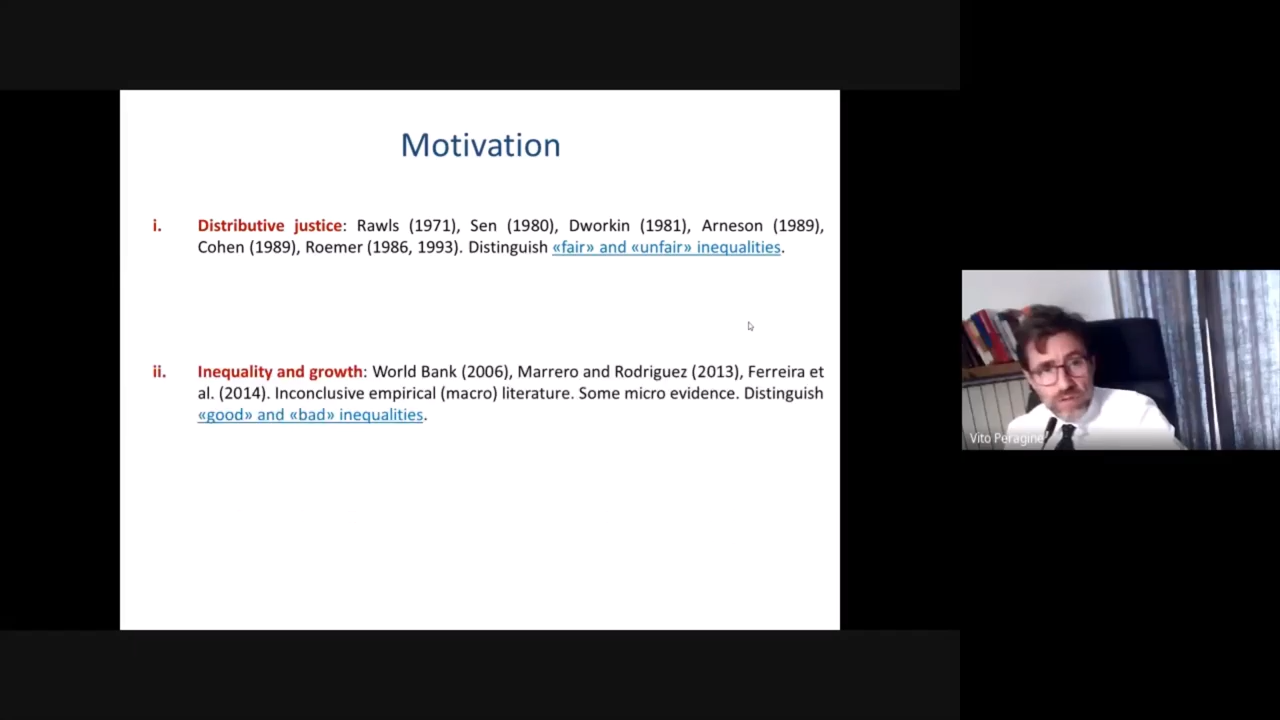 Motivation
i. Distributive justice: Rawls (1971), Sen (1980), Dworkin (1981), Arneson (1989),
Cohen (1989), Roemer (1986, 1993). Distinguish «fair» and «unfair» inequalities.
ii. Inequality and growth: World Bank (2006), Marrero and Rodriguez (2013), Ferreira et
al. (2014). Inconclusive empirical (macro) literature. Some micro evidence. Distinguish
«good» and «bad» inequalities.
Vito Peragine